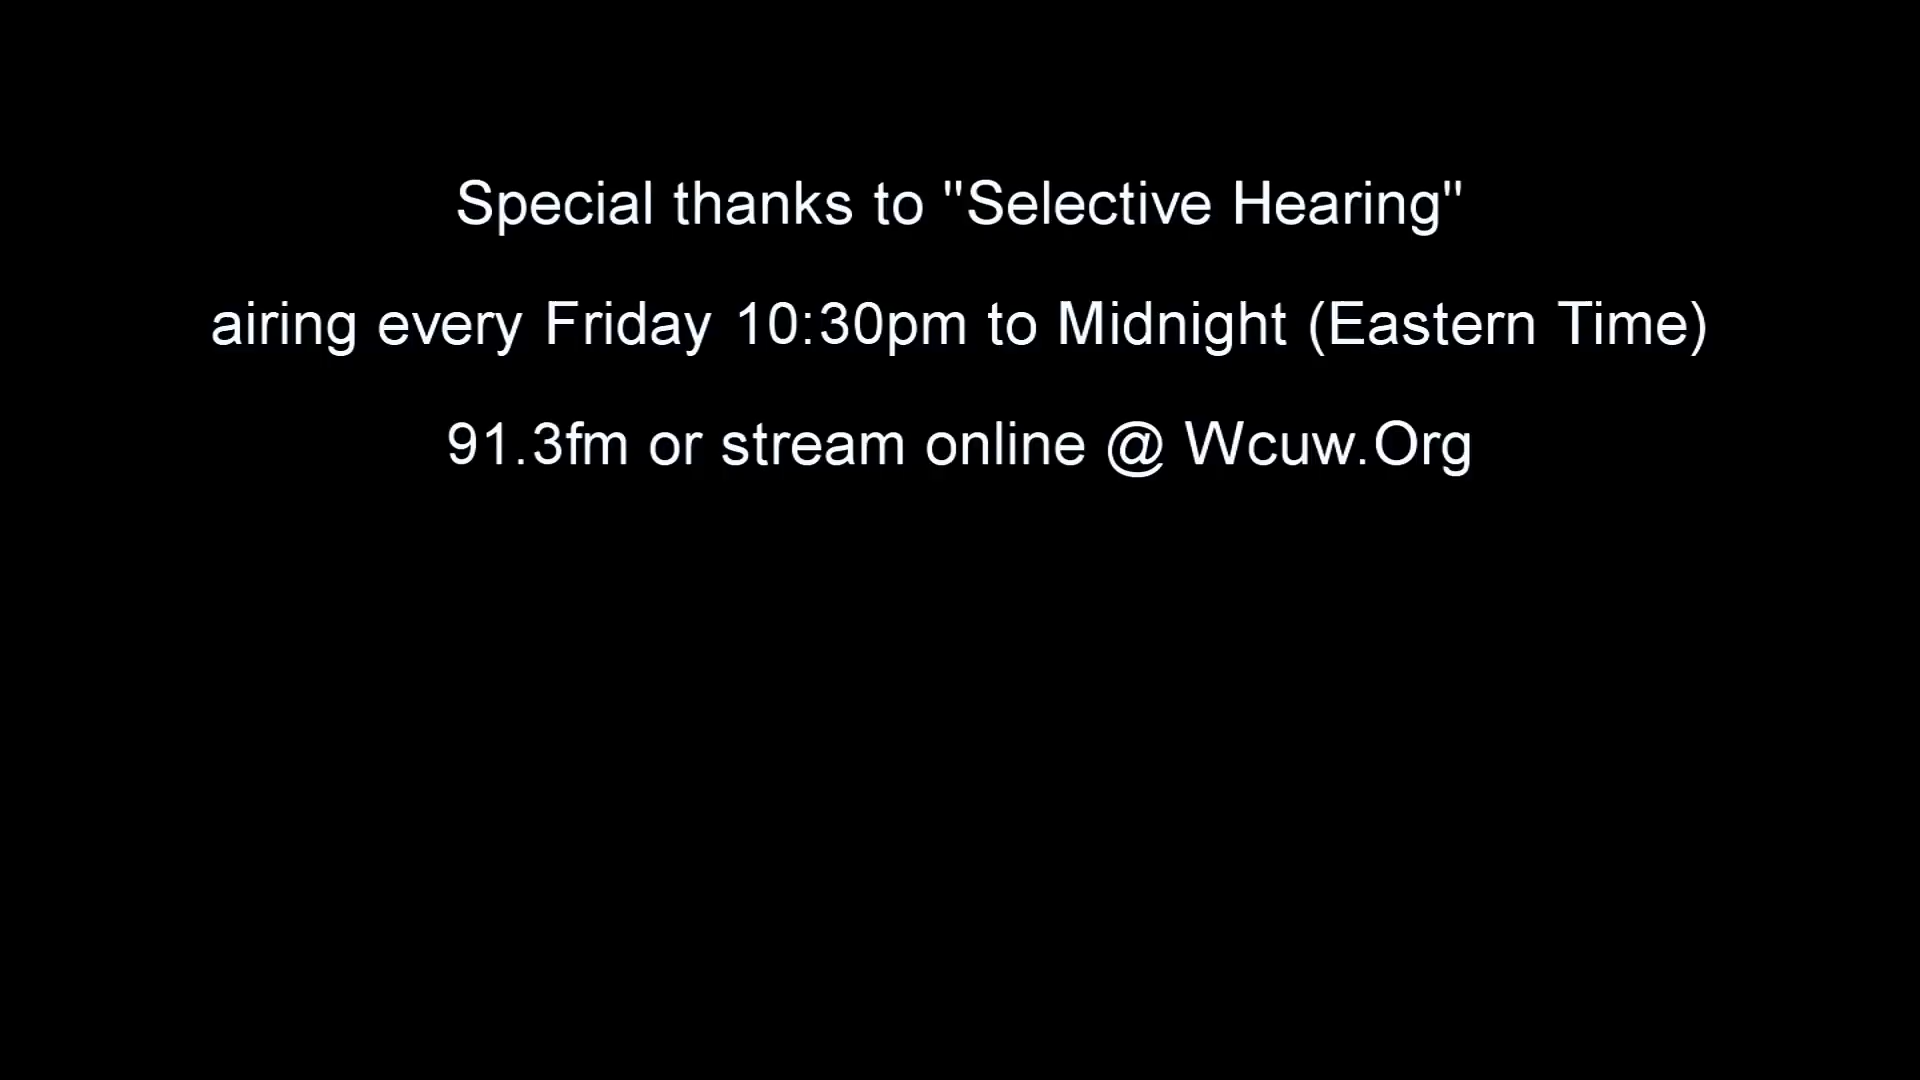 Special thanks to "Selective Hearing"
airing every Friday 10:30pm to Midnight (Eastern Time)
91.3fm or stream online @ Wcuw.Org